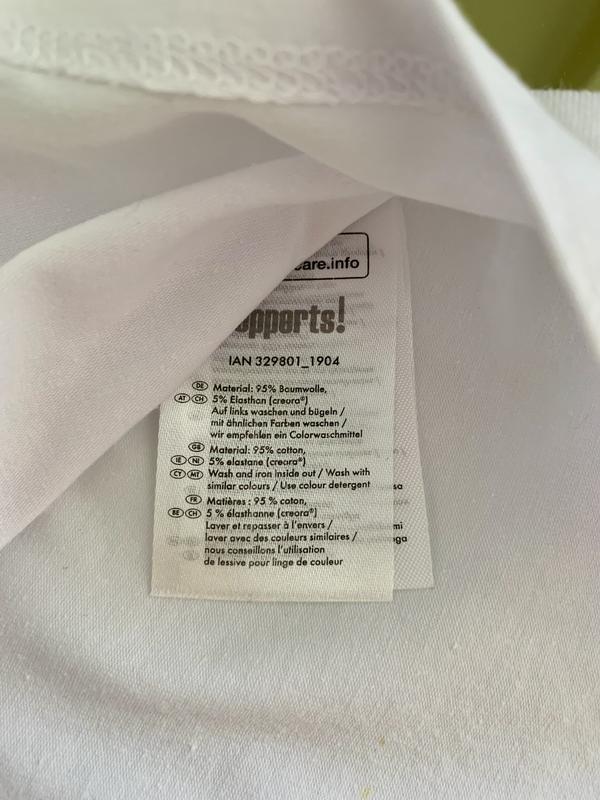 care.info
pepperts!
IAN 329801_1904
DE Material: 95% Baumwolle,
AT CH 5% Elasthan (creora®)
Auf links waschen und bügeln /
mit ähnlichen Farben waschen /
wir empfehlen ein Colorwaschmittel
GB Material: 95% cotton,
IE NI 5% elastane (creora®)
CY MT Wash and iron inside out / Wash with
similar colours / Use colour detergent
FR Matières : 95 % coton,
BE CH 5 % élasthanne (creora®)
Laver et repasser à l'envers /
laver avec des couleurs similaires /
nous conseillons l'utilisation
de lessive pour linge de couleur
sa
mi
ga